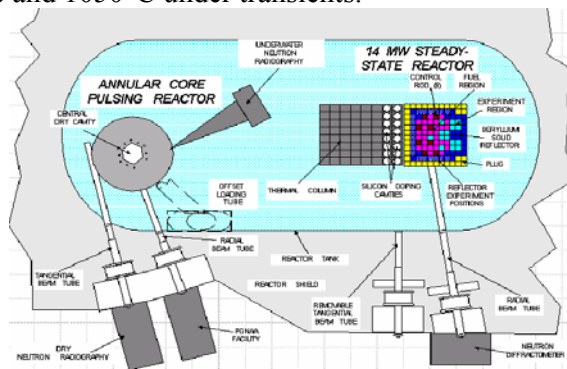 and 1050°C under transients.
UNDERWATER
NEUTRON
RADIOGRAPHY
14 MW STEADY-
STATE REACTOR
ANNULAR CORE
PULSING REACTOR
CONTROL
ROD (8)
FUEL
REGION
EXPERIMENT
REGION
BERYLLIUM
SOLID
REFLECTOR
PLUG
CENTRAL
DRY CAVITY
OFFSET
LOADING
TUBE
THERMAL COLUMN
SILICON DOPING
CAVITIES
REFLECTOR
EXPERIMENT
POSITIONS
RADIAL
BEAM TUBE
REACTOR TANK
TANGENTIAL
BEAM TUBE
REACTOR SHIELD
REMOVABLE
TANGENTIAL
BEAM TUBE
RADIAL
BEAM TUBE
DRY
NEUTRON RADIOGRAPHY
PGNAA
FACILITY
NEUTRON
DIFFRACTOMETER